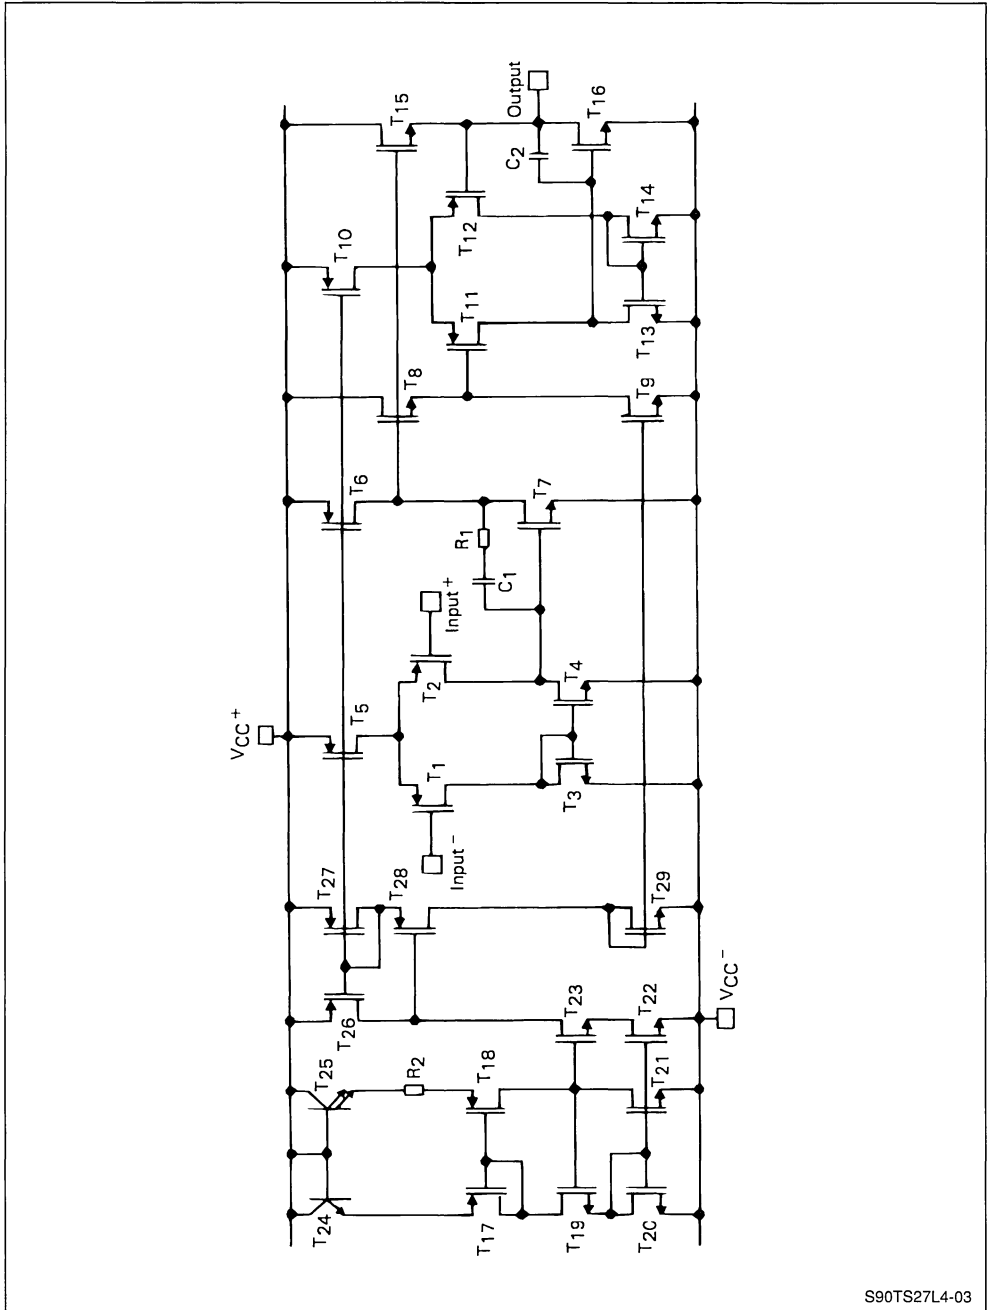 T15
Output
T16
C2
T10
T12
T14
T11
T13
T8
T9
T6
T7
R1
C1
Input+
T2
T4
VCC+
T5
T1
T3
Input-
T27
T28
T29
T26
T23
T22
VCC-
T25
R2
T18
T21
T24
T17
T19
T2C
S90TS27L4-03